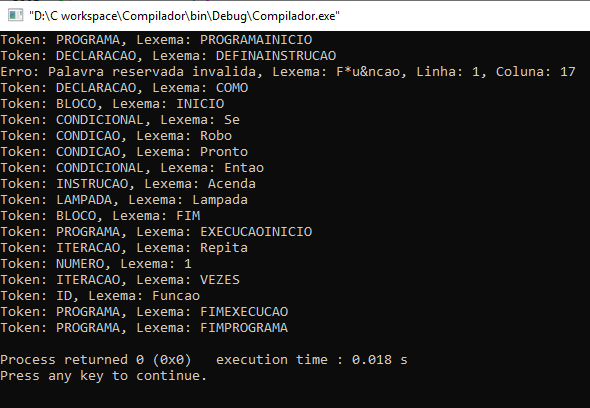 "D:\C workspace\Compilador\bin\Debug\Compilador.exe"
Token: PROGRAMA, Lexema: PROGRAMAINICIO
Token: DECLARACAO, Lexema: DEFINAINSTRUCAO
Erro: Palavra reservada invalida, Lexema: F*u&ncao, Linha: 1, Coluna: 17
Token: DECLARACAO, Lexema: COMO
Token: BLOCO, Lexema: INICIO
Token: CONDICIONAL, Lexema: Se
Token: CONDICAO, Lexema: Robo
Token: CONDICAO, Lexema: Pronto
Token: CONDICIONAL, Lexema: Entao
Token: INSTRUCAO, Lexema: Acenda
Token: LAMPADA, Lexema: Lampada
Token: BLOCO, Lexema: FIM
Token: PROGRAMA, Lexema: EXECUCAOINICIO
Token: ITERACAO, Lexema: Repita
Token: NUMERO, Lexema: 1
Token: ITERACAO, Lexema: VEZES
Token: ID, Lexema: Funcao
Token: PROGRAMA, Lexema: FIMEXECUCAO
Token: PROGRAMA, Lexema: FIMPROGRAMA
Process returned 0 (0x0)   execution time : 0.018 s
Press any key to continue.